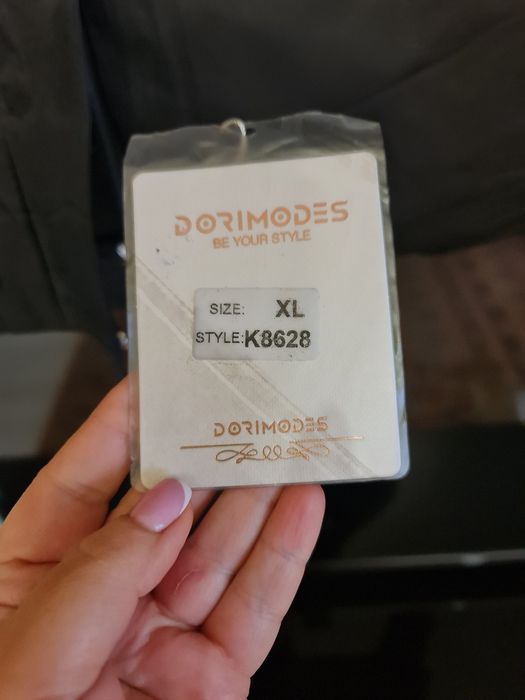 DORIMODES
BE YOUR STYLE
SIZE: XL
STYLE:K8628
DORIMODES